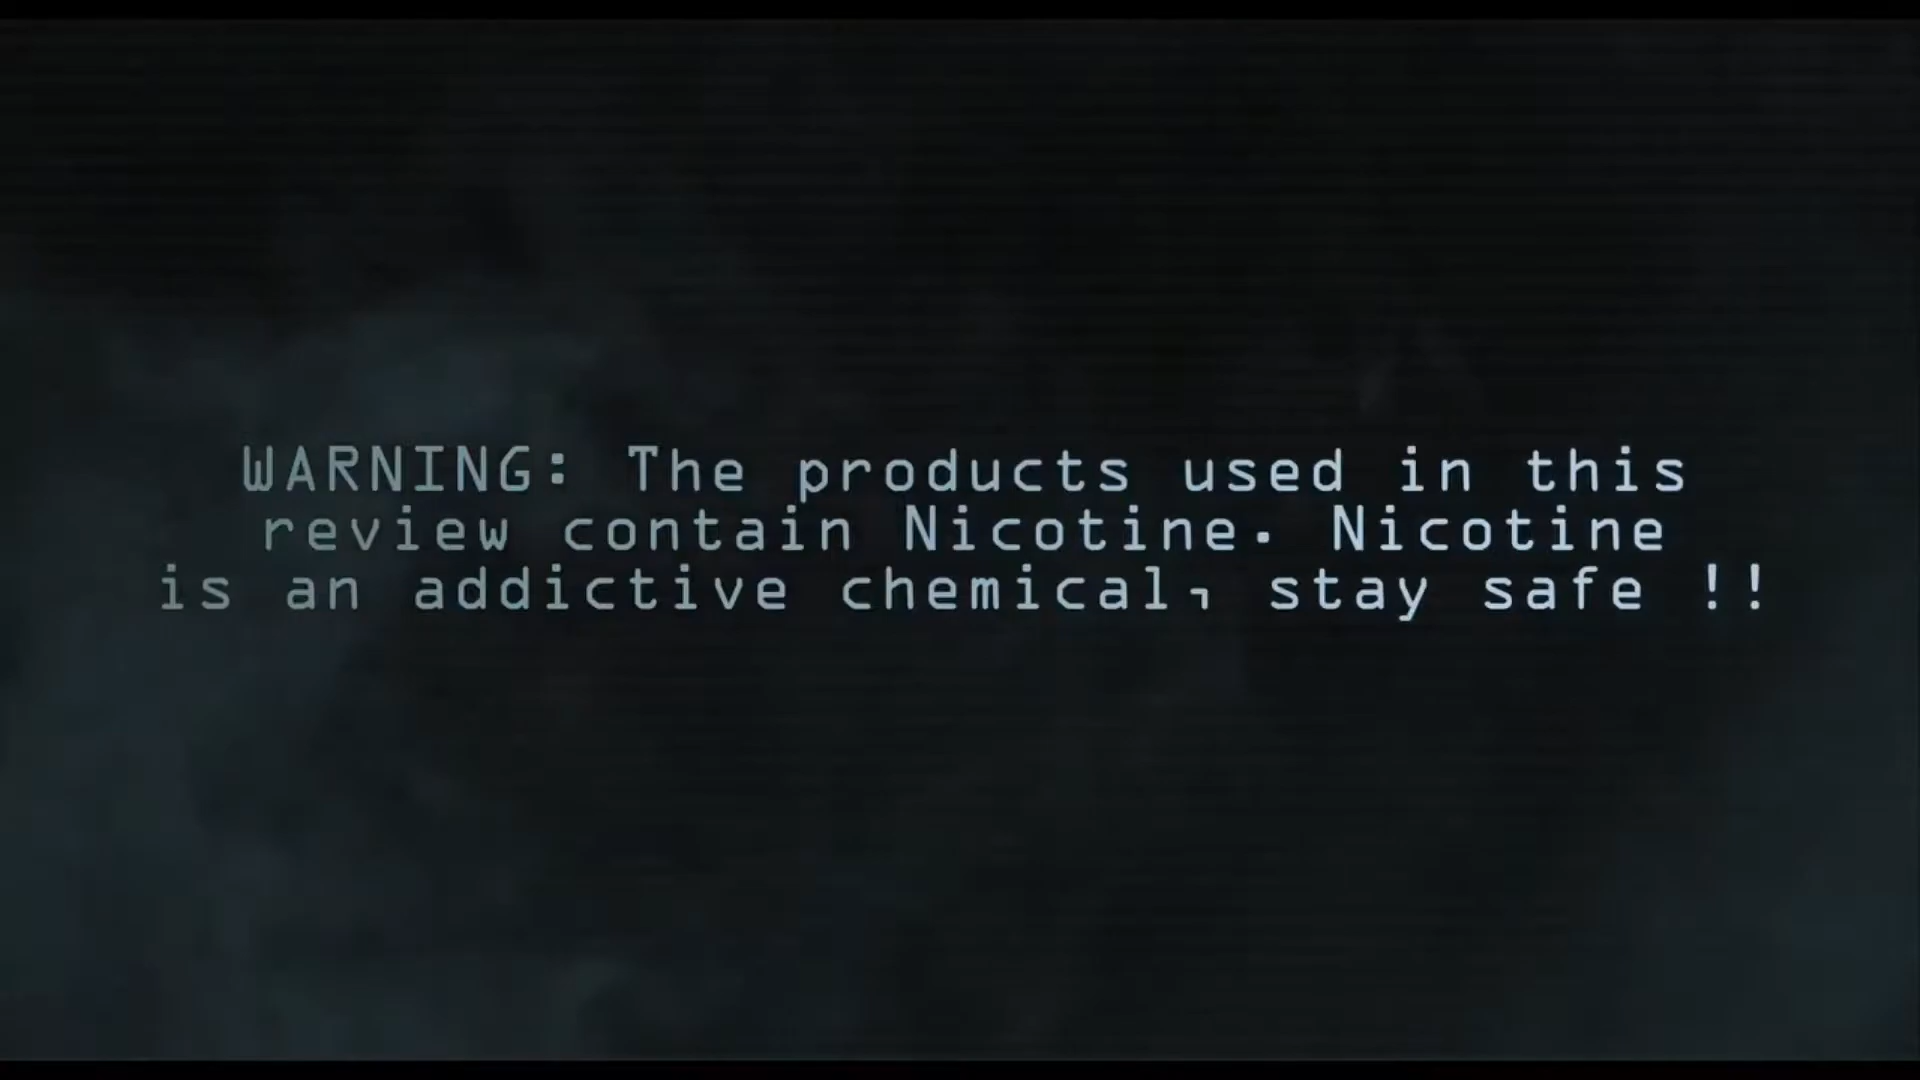 WARNING: The products used in this
review contain Nicotine. Nicotine
is an addictive chemical, stay safe !!